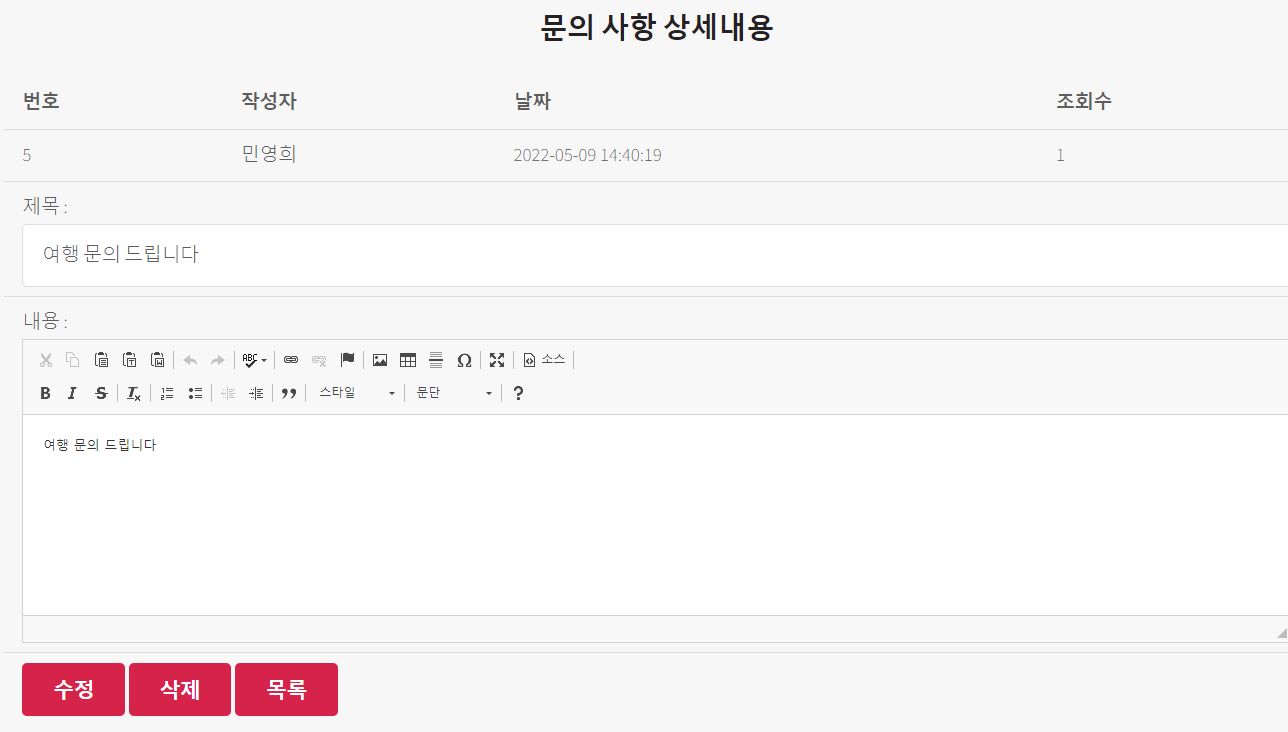 문의 사항 상세내용
번호 작성자 날짜 조회수
5 민영희 2022-05-09 14:40:19 1
제목 :
여행 문의 드립니다
내용 :
ABC Ω 소스
B I S Tx 스타일 문단 ?
여행 문의 드립니다
수정 삭제 목록